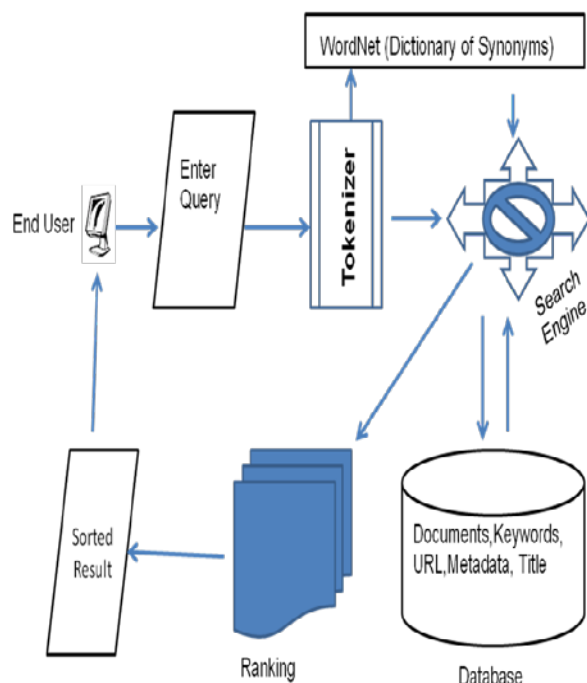 WordNet (Dictionary of Synonyms)
Enter
Query
End User
Tokenizer
Search
Engine
Sorted
Result
Documents,Keywords,
URL,Metadata, Title
Ranking
Database